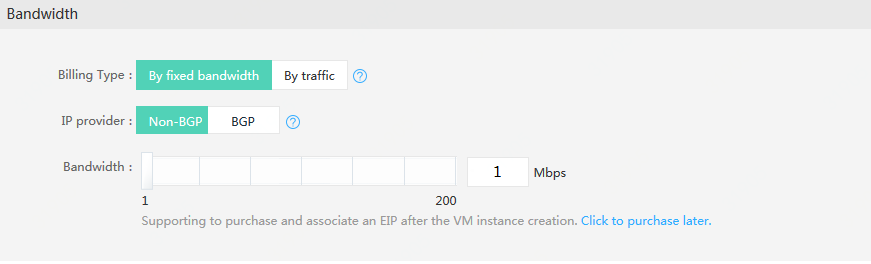 Bandwidth
Billing Type : By fixed bandwidth By traffic ?
IP provider : Non-BGP BGP ?
Bandwidth : 1 Mbps
1 200
Supporting to purchase and associate an EIP after the VM instance creation. Click to purchase later.